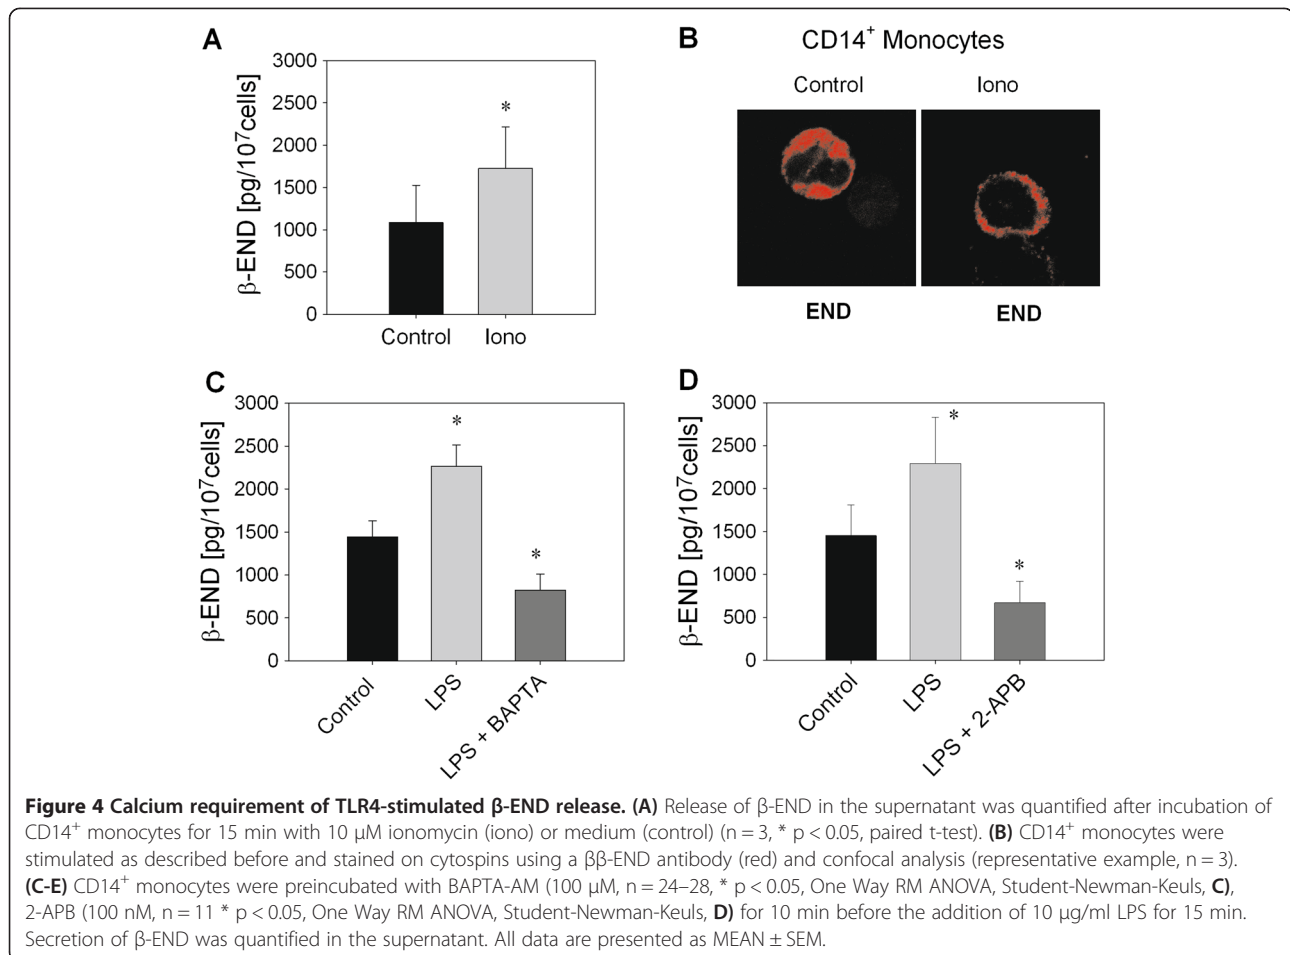 A
3000
2500
2000
1500
1000
500
0
β-END [pg/10⁷cells]
*
Control
Iono
B
CD14⁺ Monocytes
Control
Iono
END
END
C
3000
2500
2000
1500
1000
500
0
β-END [pg/10⁷cells]
*
*
Control
LPS
LPS + BAPTA
D
3000
2500
2000
1500
1000
500
0
β-END [pg/10⁷cells]
*
*
Control
LPS
LPS + 2-APB
Figure 4 Calcium requirement of TLR4-stimulated β-END release. (A) Release of β-END in the supernatant was quantified after incubation of
CD14⁺ monocytes for 15 min with 10 μM ionomycin (iono) or medium (control) (n = 3, * p < 0.05, paired t-test). (B) CD14⁺ monocytes were
stimulated as described before and stained on cytospins using a ββ-END antibody (red) and confocal analysis (representative example, n = 3).
(C-E) CD14⁺ monocytes were preincubated with BAPTA-AM (100 μM, n = 24–28, * p < 0.05, One Way RM ANOVA, Student-Newman-Keuls, C),
2-APB (100 nM, n = 11 * p < 0.05, One Way RM ANOVA, Student-Newman-Keuls, D) for 10 min before the addition of 10 μg/ml LPS for 15 min.
Secretion of β-END was quantified in the supernatant. All data are presented as MEAN ± SEM.